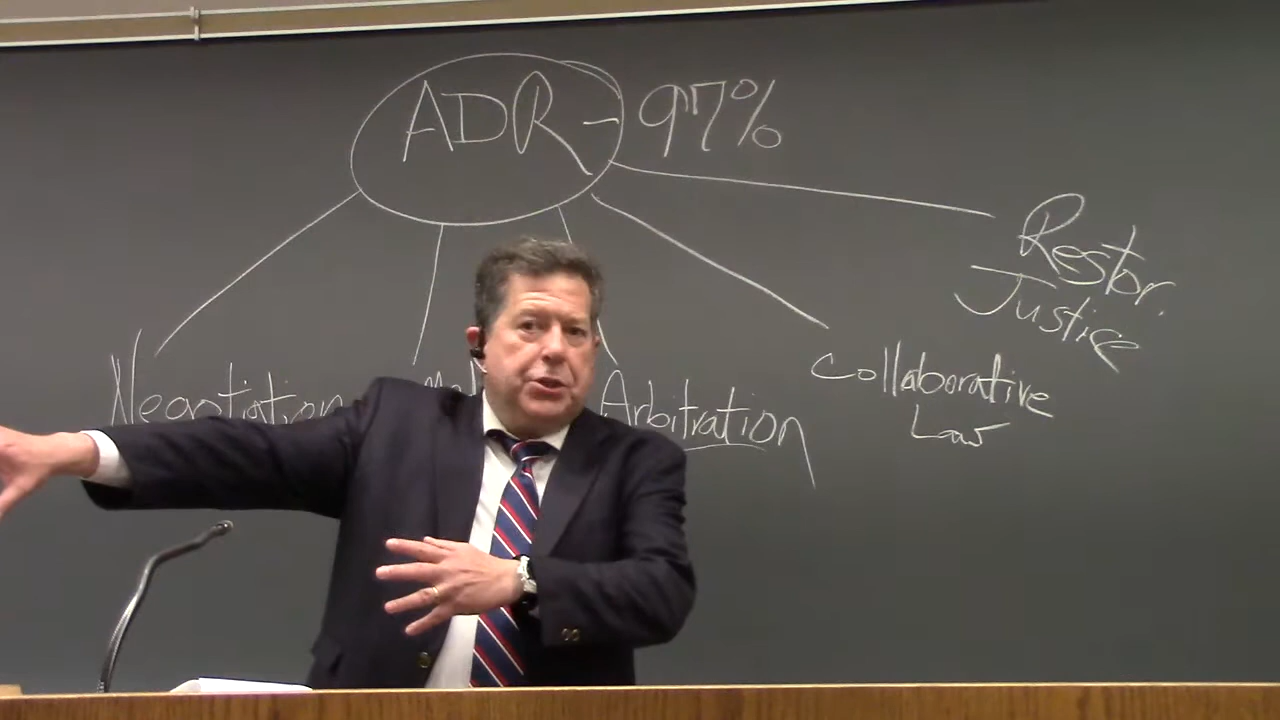 ADR - 97%
Restor.
Justice
Negotiation
Arbitration
Collaborative
Law